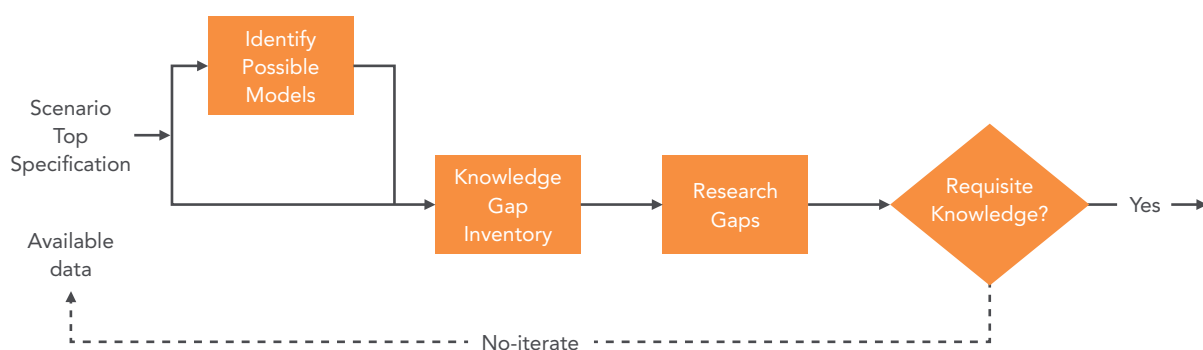 Identify
Possible
Models
Scenario
Top
Specification
Knowledge
Gap
Inventory
Research
Gaps
Requisite
Knowledge?
Yes
Available
data
No-iterate